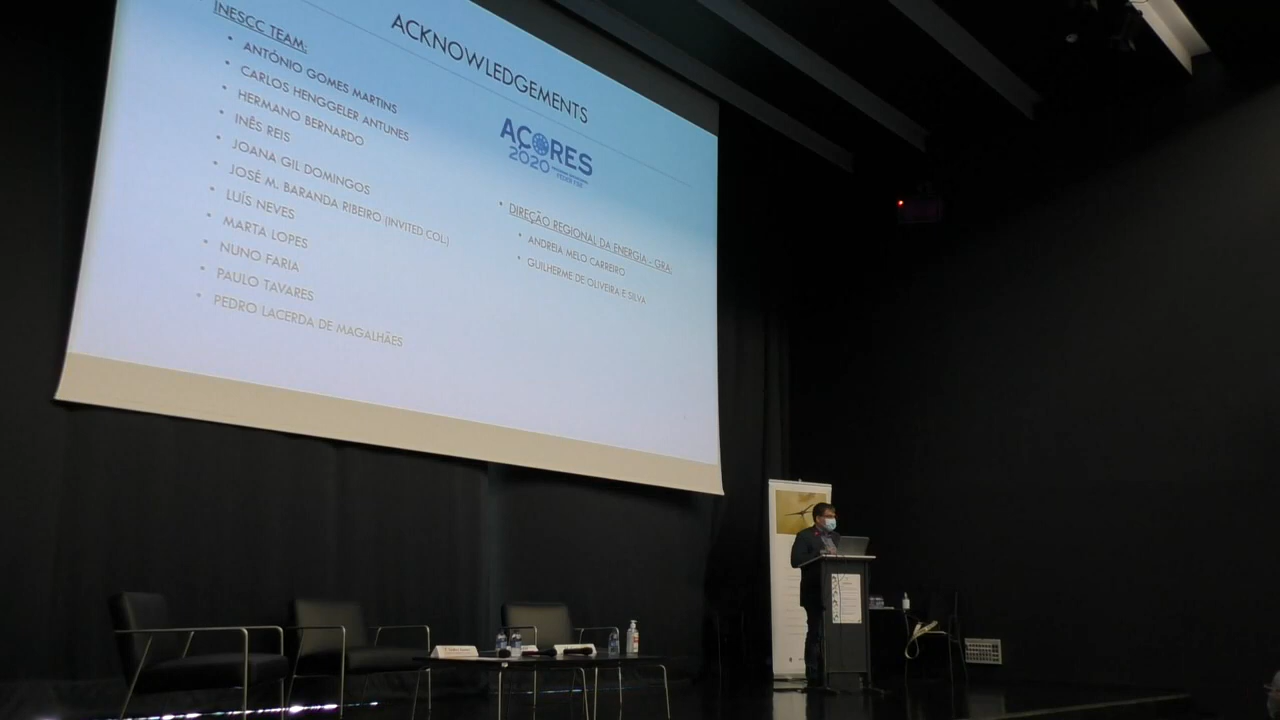 ACKNOWLEDGEMENTS
INESCC TEAM:
ANTÓNIO GOMES MARTINS
CARLOS HENGGELER ANTUNES
HERMANO BERNARDO
INÊS REIS
JOANA GIL DOMINGOS
JOSÉ M. BARANDA RIBEIRO (INVITED COL.)
LUÍS NEVES
MARTA LOPES
NUNO FARIA
PAULO TAVARES
PEDRO LACERDA DE MAGALHÃES
AÇORES
2020
DIREÇÃO REGIONAL DA ENERGIA - GRA:
ANDREIA MELO CARREIRO
GUILHERME DE OLIVEIRA E SILVA